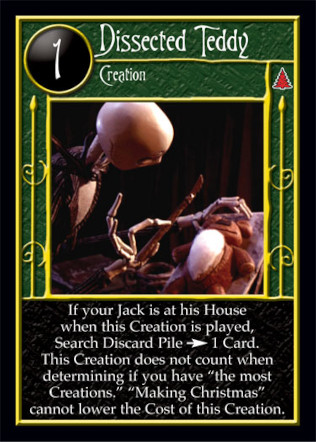 1
Dissected Teddy
Creation
If your Jack is at his House
when this Creation is played,
Search Discard Pile → 1 Card.
This Creation does not count when
determining if you have “the most
Creations.” “Making Christmas”
cannot lower the Cost of this Creation.